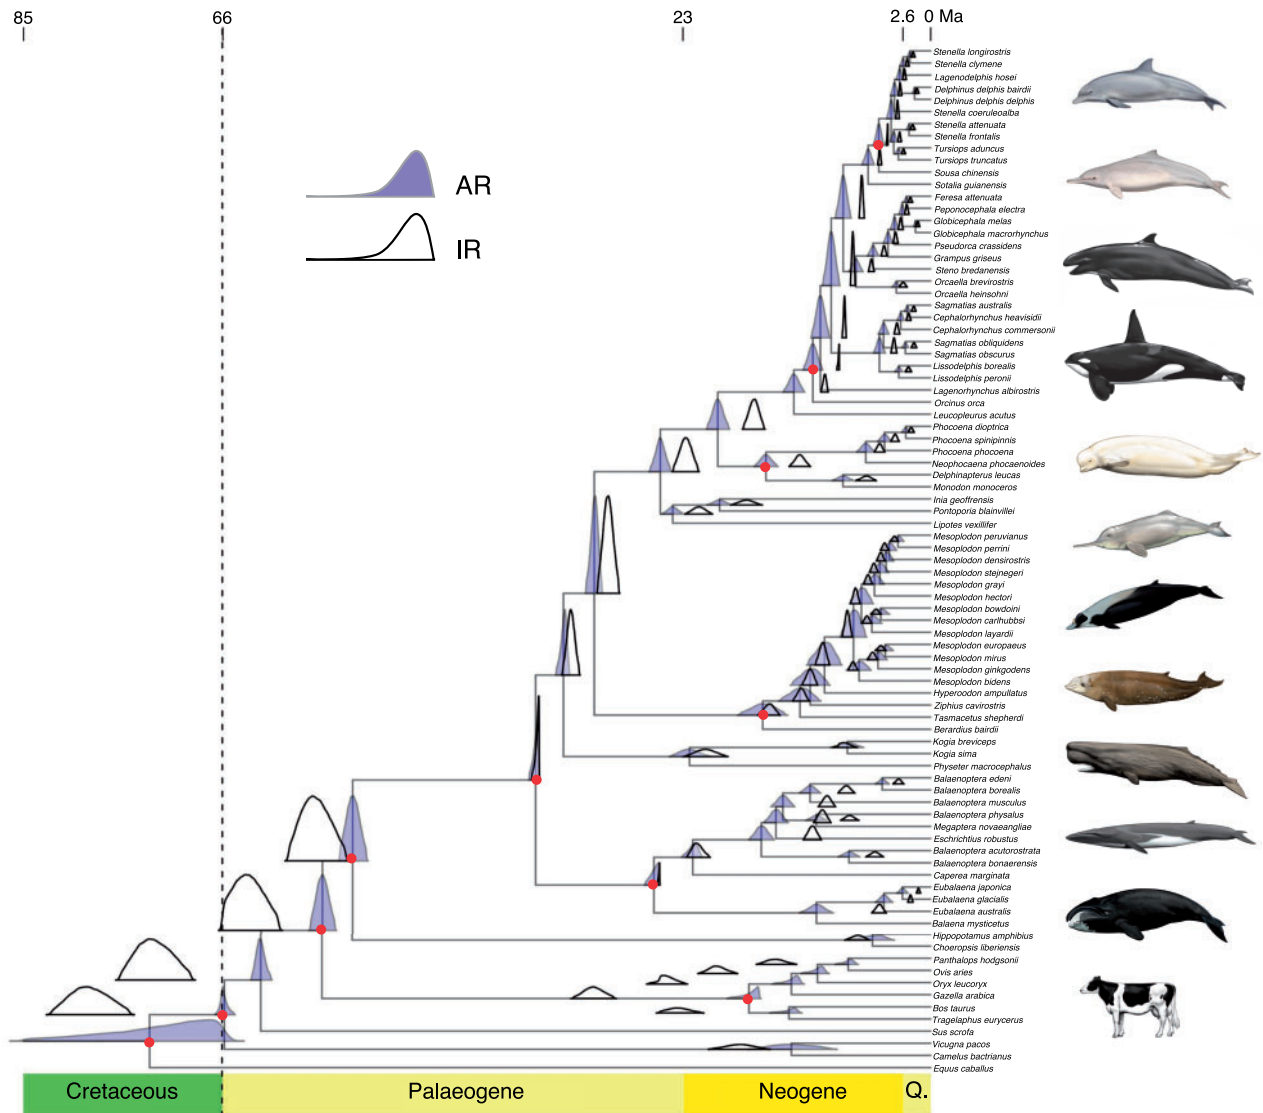 85 66 23 2.6 0 Ma
AR
IR
Stenella longirostris
Stenella clymene
Lagenodelphis hosei
Delphinus delphis bairdii
Delphinus delphis delphis
Stenella coeruleoalba
Stenella attenuata
Stenella frontalis
Tursiops aduncus
Tursiops truncatus
Sousa chinensis
Sotalia guianensis
Feresa attenuata
Peponocephala electra
Globicephala melas
Globicephala macrorhynchus
Pseudorca crassidens
Grampus griseus
Steno bredanensis
Orcaella brevirostris
Orcaella heinsohni
Sagmatias australis
Cephalorhynchus heavisidii
Cephalorhynchus commersonii
Sagmatias obliquidens
Sagmatias obscurus
Lissodelphis borealis
Lissodelphis peronii
Lagenorhynchus albirostris
Orcinus orca
Leucopleurus acutus
Phocoena dioptrica
Phocoena spinipinnis
Phocoena phocoena
Neophocaena phocaenoides
Delphinapterus leucas
Monodon monoceros
Inia geoffrensis
Pontoporia blainvillei
Lipotes vexillifer
Mesoplodon peruvianus
Mesoplodon perrini
Mesoplodon densirostris
Mesoplodon stejnegeri
Mesoplodon grayi
Mesoplodon hectori
Mesoplodon bowdoini
Mesoplodon carlhubbsi
Mesoplodon layardii
Mesoplodon europaeus
Mesoplodon mirus
Mesoplodon ginkgodens
Mesoplodon bidens
Hyperoodon ampullatus
Ziphius cavirostris
Tasmacetus shepherdi
Berardius bairdii
Kogia breviceps
Kogia sima
Physeter macrocephalus
Balaenoptera edeni
Balaenoptera borealis
Balaenoptera musculus
Balaenoptera physalus
Megaptera novaeangliae
Eschrichtius robustus
Balaenoptera acutorostrata
Balaenoptera bonaerensis
Caperea marginata
Eubalaena japonica
Eubalaena glacialis
Eubalaena australis
Balaena mysticetus
Hippopotamus amphibius
Choeropsis liberiensis
Panthalops hodgsonii
Ovis aries
Oryx leucoryx
Gazella arabica
Bos taurus
Tragelaphus eurycerus
Sus scrofa
Vicugna pacos
Camelus bactrianus
Equus caballus
Cretaceous Palaeogene Neogene Q.